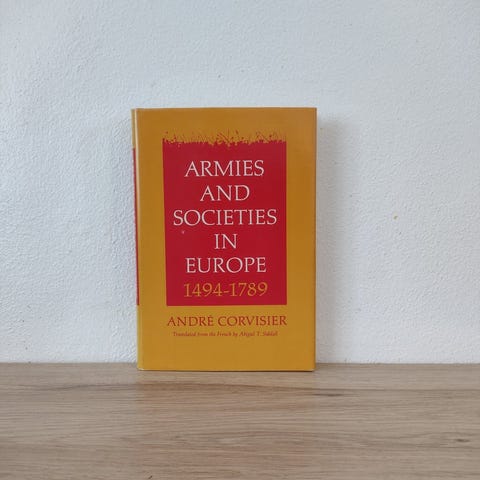 ARMIES
AND
SOCIETIES
IN
EUROPE
1494-1789
ANDRÉ CORVISIER
Translated from the French by Abigail T. Siddall